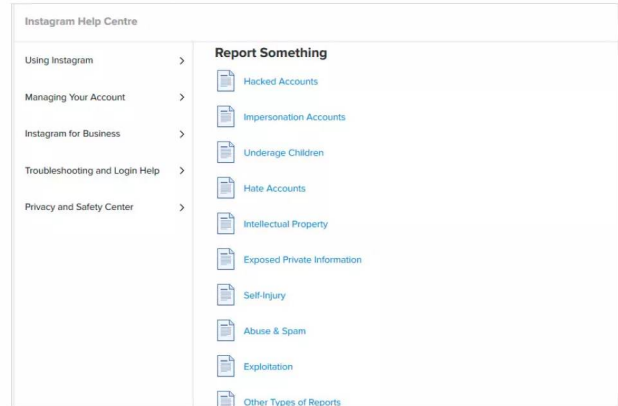 Instagram Help Centre
Using Instagram
Managing Your Account
Instagram for Business
Troubleshooting and Login Help
Privacy and Safety Center
Report Something
Hacked Accounts
Impersonation Accounts
Underage Children
Hate Accounts
Intellectual Property
Exposed Private Information
Self-Injury
Abuse & Spam
Exploitation
Other Types of Reports